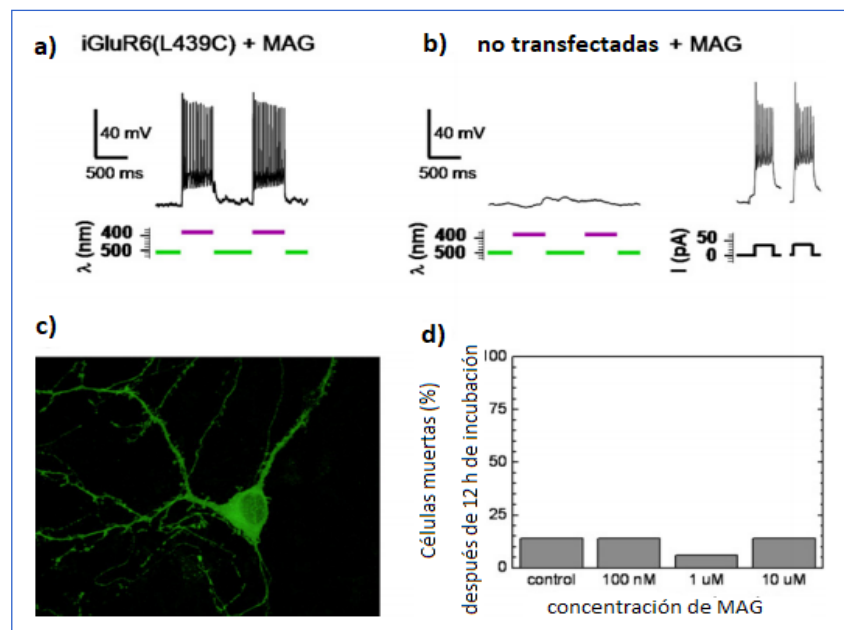 a)
iGluR6(L439C) + MAG
40 mV
500 ms
λ (nm)
400
500
b)
no transfectadas + MAG
40 mV
500 ms
λ (nm)
400
500
I (pA)
50
0
c)
d)
Células muertas (%)
después de 12 h de incubación
100
75
50
25
0
control
100 nM
1 uM
10 uM
concentración de MAG